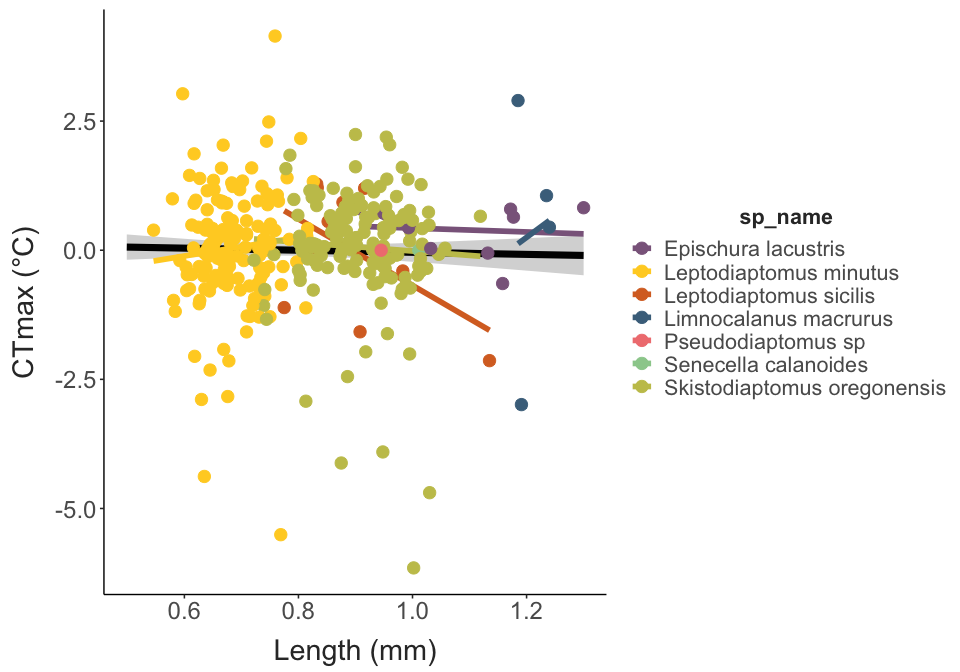 CTmax (°C)
2.5
0.0
-2.5
-5.0
0.6 0.8 1.0 1.2
Length (mm)
sp_name
Epischura lacustris
Leptodiaptomus minutus
Leptodiaptomus sicilis
Limnocalanus macrurus
Pseudodiaptomus sp
Senecella calanoides
Skistodiaptomus oregonensis